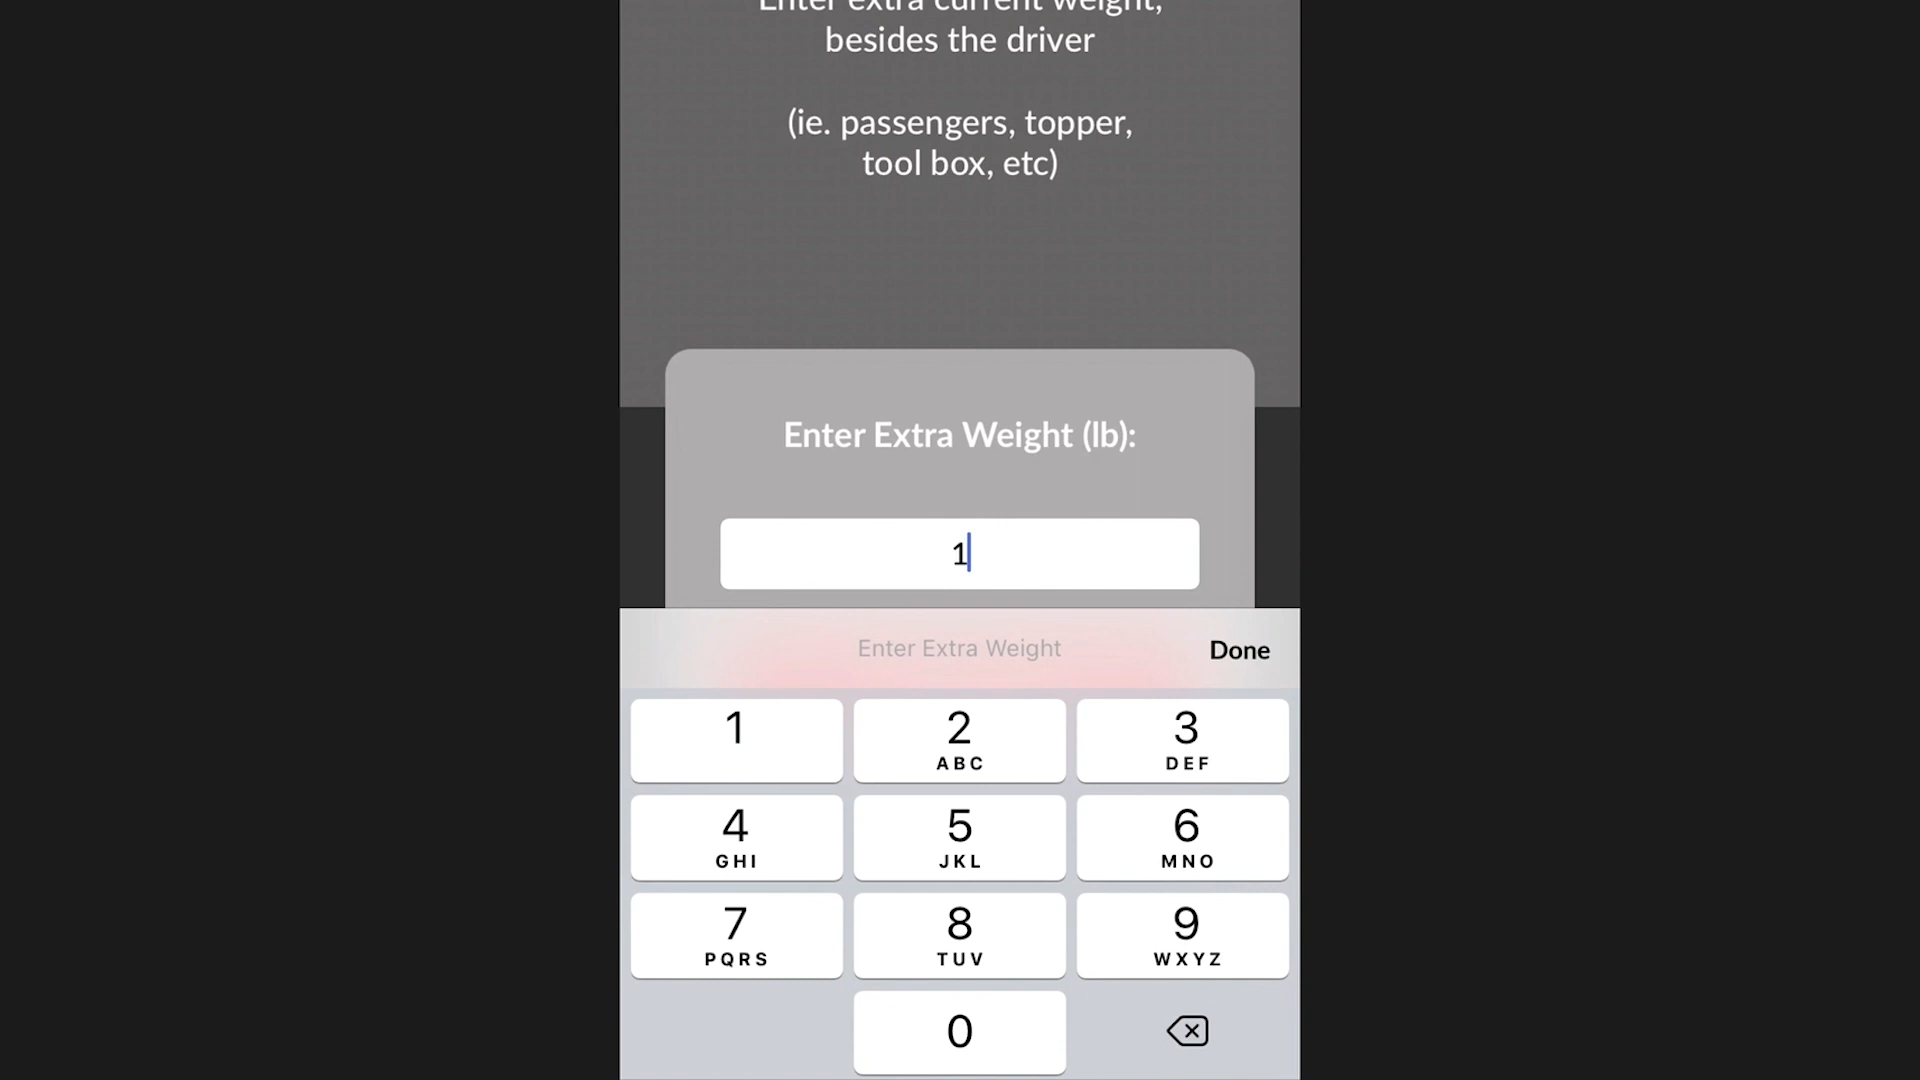 Enter extra current weight,
besides the driver
(ie. passengers, topper,
tool box, etc)
Enter Extra Weight (lb):
1
Enter Extra Weight
Done
1
2
ABC
3
DEF
4
GHI
5
JKL
6
MNO
7
PQRS
8
TUV
9
WXYZ
0